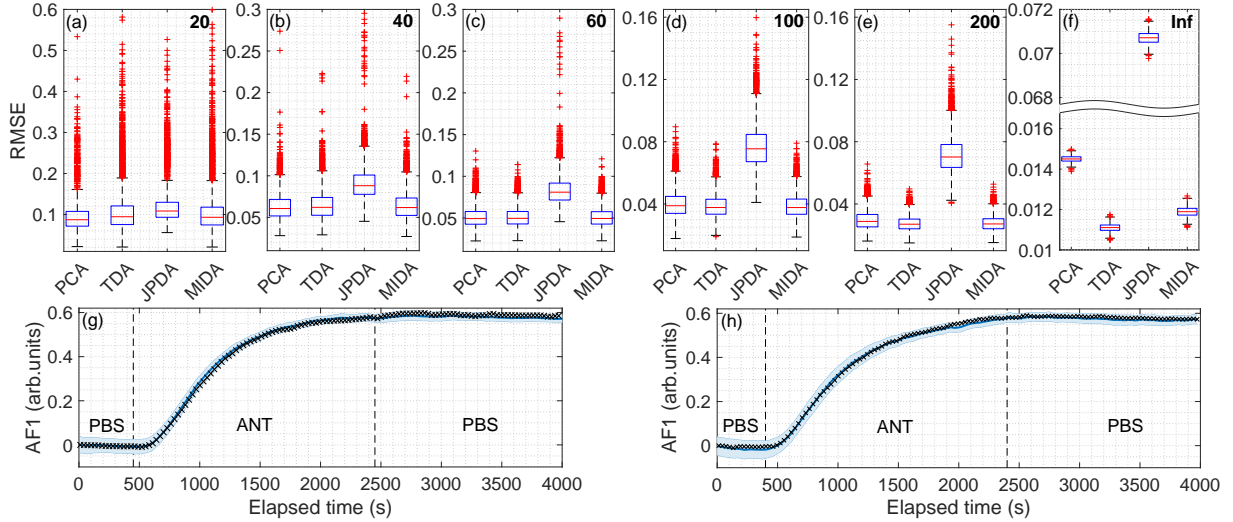 (a) 20
0.6
0.5
0.4
0.3
0.2
0.1
RMSE
PCA TDA JPDA MIDA
(b) 40
0.3
0.25
0.2
0.15
0.1
0.05
PCA TDA JPDA MIDA
(c) 60
0.3
0.25
0.2
0.15
0.1
0.05
PCA TDA JPDA MIDA
(d) 100
0.16
0.12
0.08
0.04
PCA TDA JPDA MIDA
(e) 200
0.16
0.12
0.08
0.04
PCA TDA JPDA MIDA
(f) Inf
0.072
0.07
0.068
0.016
0.014
0.012
0.01
PCA TDA JPDA MIDA
(g)
0.6
0.4
0.2
0
AF1 (arb.units)
PBS ANT PBS
0 500 1000 1500 2000 2500 3000 3500 4000
Elapsed time (s)
(h)
0.6
0.4
0.2
0
AF1 (arb.units)
PBS ANT PBS
0 500 1000 1500 2000 2500 3000 3500 4000
Elapsed time (s)